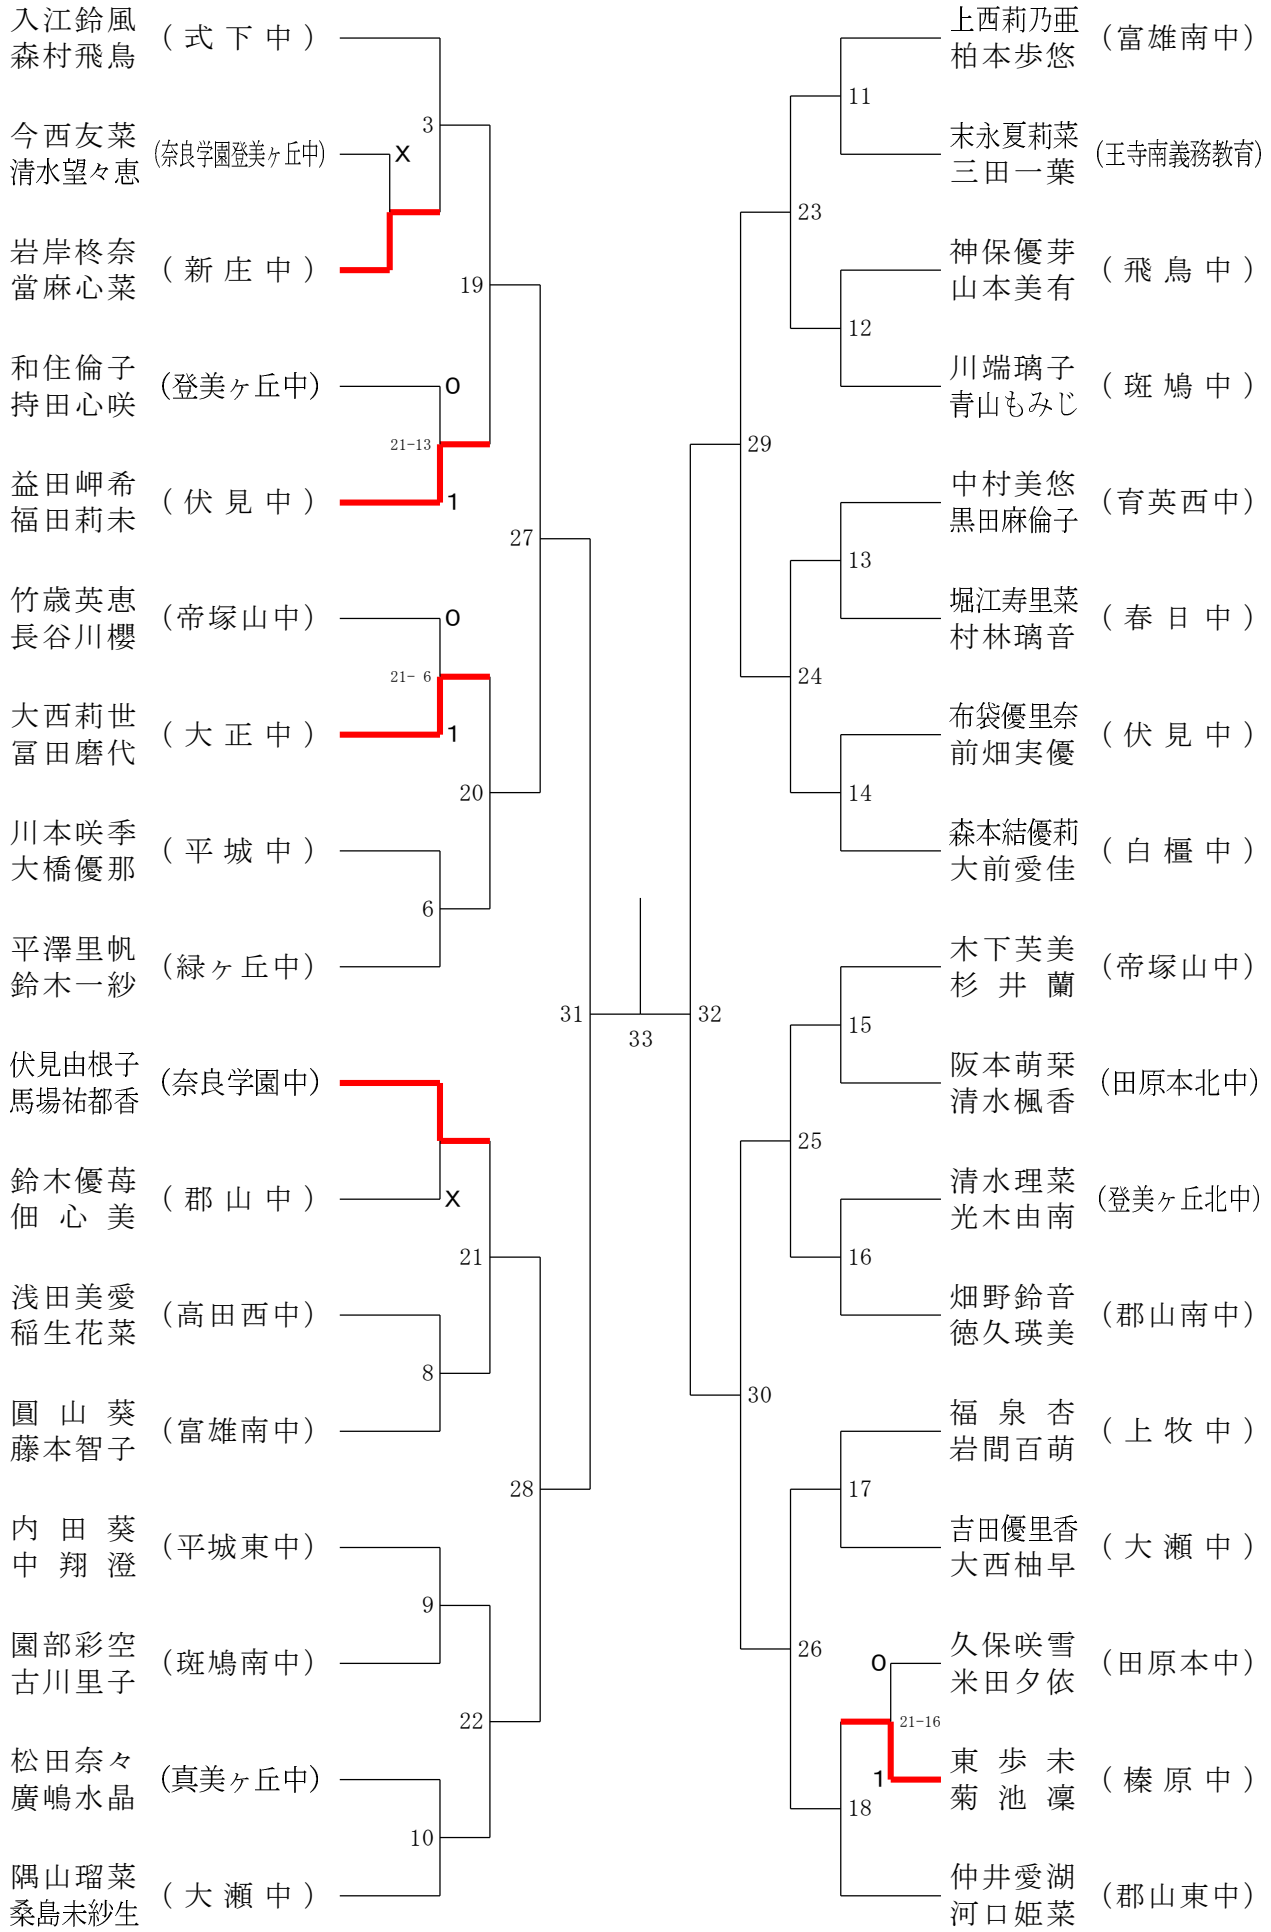 入江鈴風
森村飛鳥
(式下中)
3
今西友菜
清水望々恵
(奈良学園登美ヶ丘中)
X
岩岸柊奈
當麻心菜
(新庄中)
19
和住倫子
持田心咲
(登美ヶ丘中)
0
21-13
益田岬希
福田莉未
(伏見中)
1
27
竹歳英恵
長谷川櫻
(帝塚山中)
0
21- 6
大西莉世
冨田磨代
(大正中)
1
20
川本咲季
大橋優那
(平城中)
6
平澤里帆
鈴木一紗
(緑ヶ丘中)
31
33
32
伏見由根子
馬場祐都香
(奈良学園中)
鈴木優苺
佃心美
(郡山中)
X
21
浅田美愛
稲生花菜
(高田西中)
8
圓山葵
藤本智子
(富雄南中)
28
内田葵
中翔澄
(平城東中)
9
園部彩空
古川里子
(斑鳩南中)
22
松田奈々
廣嶋水晶
(真美ヶ丘中)
10
隅山瑠菜
桑島未紗生
(大瀬中)
上西莉乃亜
柏本歩悠
(富雄南中)
11
末永夏莉菜
三田一葉
(王寺南義務教育)
23
神保優芽
山本美有
(飛鳥中)
12
川端璃子
青山もみじ
(斑鳩中)
29
中村美悠
黒田麻倫子
(育英西中)
13
堀江寿里菜
村林璃音
(春日中)
24
布袋優里奈
前畑実優
(伏見中)
14
森本結優莉
大前愛佳
(白橿中)
木下芙美
杉井蘭
(帝塚山中)
15
阪本萌栞
清水楓香
(田原本北中)
25
清水理菜
光木由南
(登美ヶ丘北中)
16
畑野鈴音
徳久瑛美
(郡山南中)
30
福泉杏
岩間百萌
(上牧中)
17
吉田優里香
大西柚早
(大瀬中)
26
久保咲雪
米田夕依
(田原本中)
0
21-16
東歩未
菊池凜
(榛原中)
1
18
仲井愛湖
河口姫菜
(郡山東中)